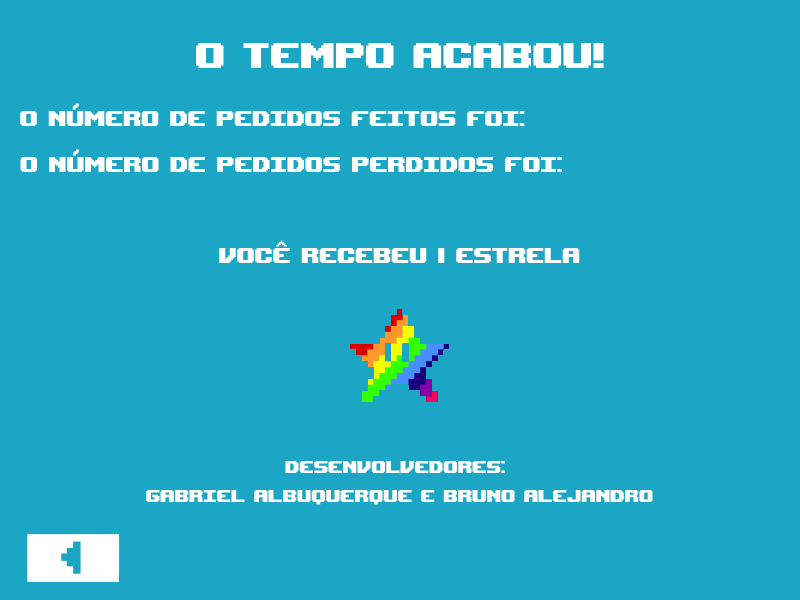 O TEMPO ACABOU!
O NÚMERO DE PEDIDOS FEITOS FOI:
O NÚMERO DE PEDIDOS PERDIDOS FOI:
VOCÊ RECEBEU 1 ESTRELA
DESENVOLVEDORES:
GABRIEL ALBUQUERQUE E BRUNO ALEJANDRO